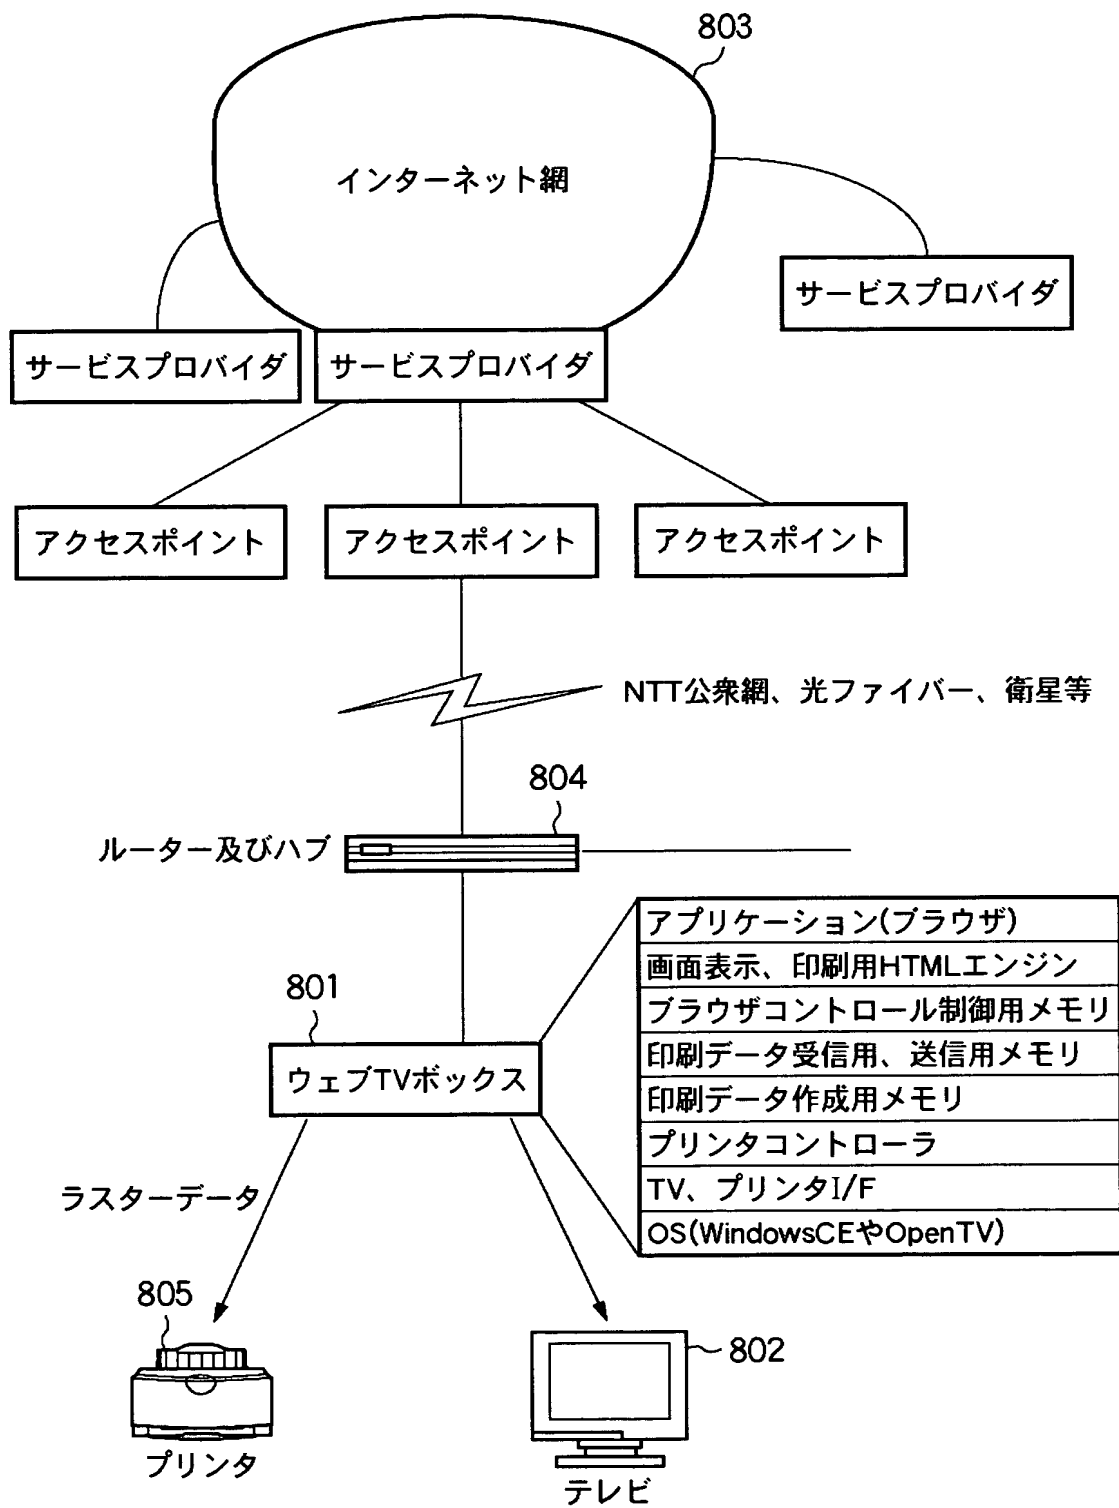 803
インターネット網
サービスプロバイダ
サービスプロバイダ
サービスプロバイダ
アクセスポイント
アクセスポイント
アクセスポイント
NTT公衆網、光ファイバー、衛星等
804
ルーター及びハブ
801
ウェブTVボックス
アプリケーション(ブラウザ)
画面表示、印刷用HTMLエンジン
ブラウザコントロール制御用メモリ
印刷データ受信用、送信用メモリ
印刷データ作成用メモリ
プリンタコントローラ
TV、プリンタI/F
OS(WindowsCEやOpenTV)
ラスターデータ
805
802
プリンタ
テレビ